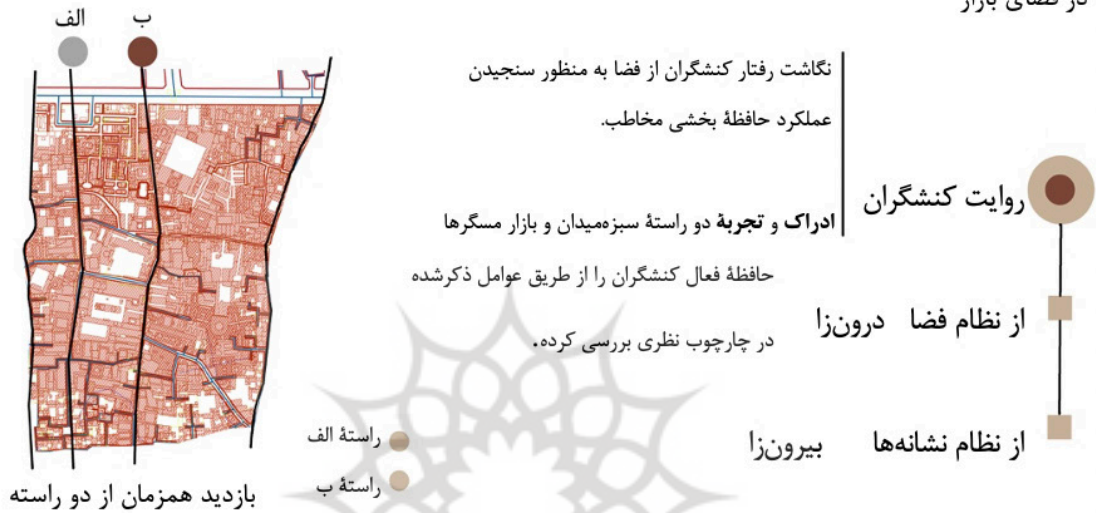 در فضای بازار
الف
ب
نگاشت رفتار کنشگران از فضا به منظور سنجیدن
عملکرد حافظهٔ بخشی مخاطب.
روایت کنشگران
ادراک و تجربهٔ دو راستهٔ سبزه‌میدان و بازار مسگرها
حافظهٔ فعال کنشگران را از طریق عوامل ذکرشده
از نظام فضا درون‌زا
در چارچوب نظری بررسی کرده.
راستهٔ الف
از نظام نشانه‌ها بیرون‌زا
راستهٔ ب
بازدید همزمان از دو راسته